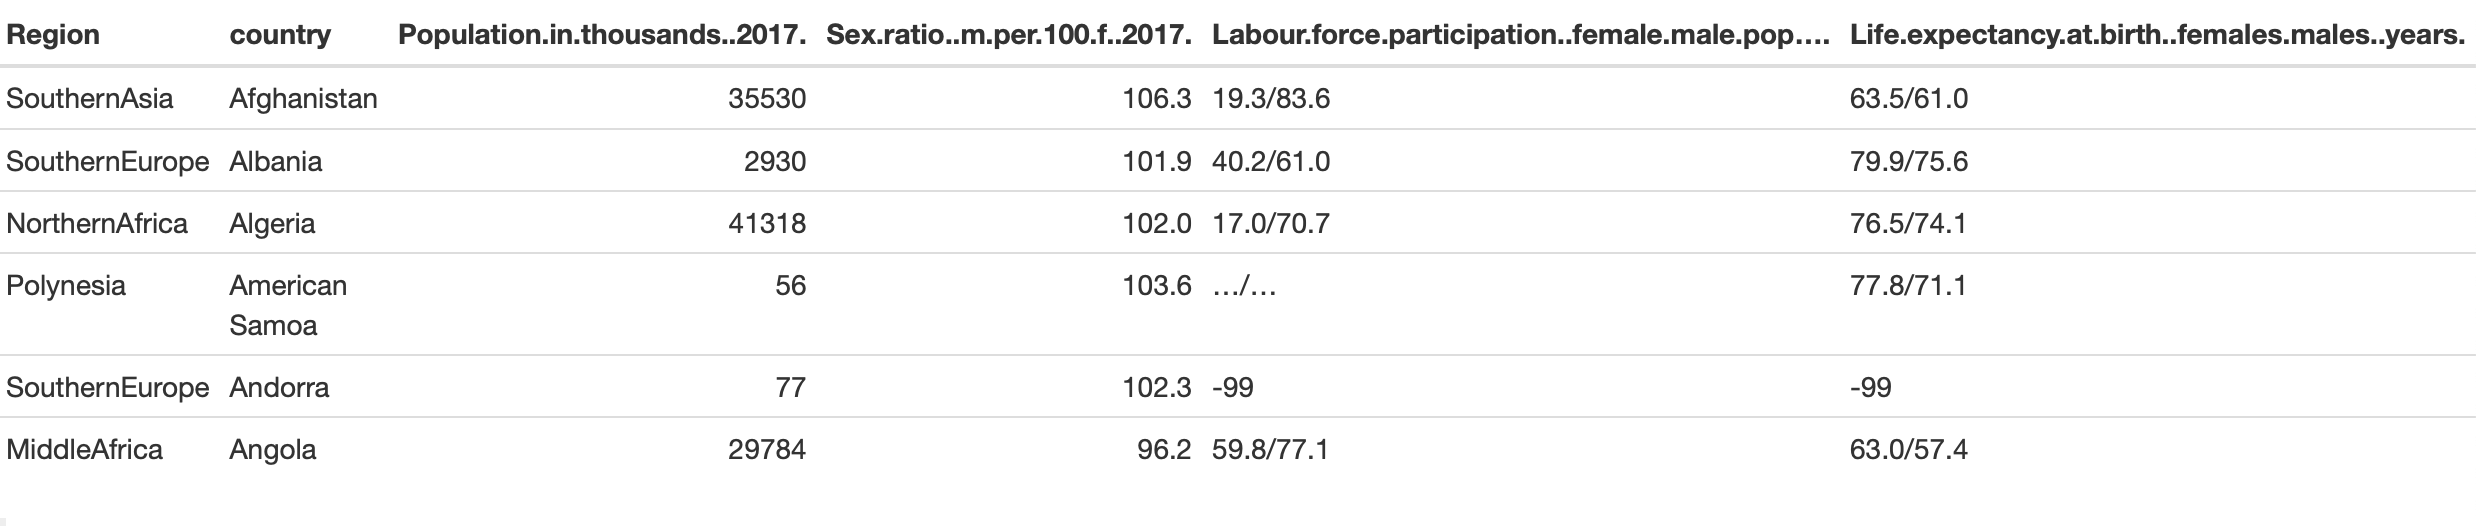 Region country Population.in.thousands..2017. Sex.ratio..m.per.100.f..2017. Labour.force.participation..female.male.pop.... Life.expectancy.at.birth..females.males..years.
SouthernAsia Afghanistan 35530 106.3 19.3/83.6 63.5/61.0
SouthernEurope Albania 2930 101.9 40.2/61.0 79.9/75.6
NorthernAfrica Algeria 41318 102.0 17.0/70.7 76.5/74.1
Polynesia American 56 103.6 .../... 77.8/71.1
Samoa
SouthernEurope Andorra 77 102.3 -99 -99
MiddleAfrica Angola 29784 96.2 59.8/77.1 63.0/57.4